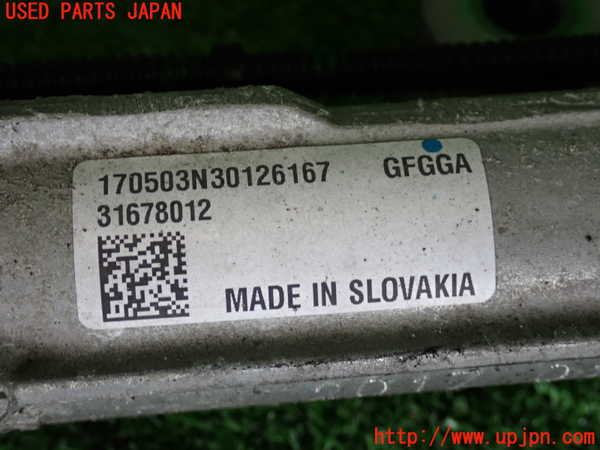 USED PARTS JAPAN
170503N30126167 GFGGA
31678012
MADE IN SLOVAKIA
http://www.upjpn.com